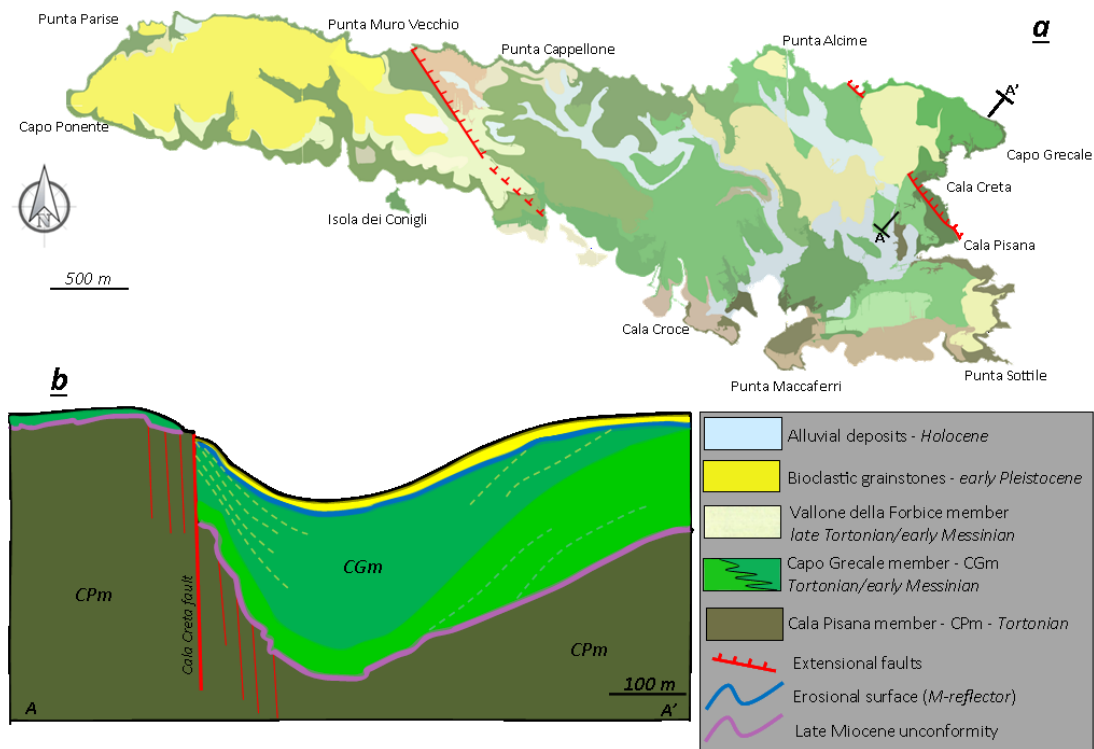 a
Punta Parise
Punta Muro Vecchio
Punta Cappellone
Punta Alcime
A'
Capo Ponente
Capo Grecale
Cala Creta
N
Isola dei Conigli
A
Cala Pisana
500 m
Cala Croce
Punta Maccaferri
Punta Sottile
b
CPm
Cala Creta fault
CGm
CPm
100 m
A
A'
Alluvial deposits - Holocene
Bioclastic grainstones - early Pleistocene
Vallone della Forbice member
late Tortonian/early Messinian
Capo Grecale member - CGm
Tortonian/early Messinian
Cala Pisana member - CPm - Tortonian
Extensional faults
Erosional surface (M-reflector)
Late Miocene unconformity